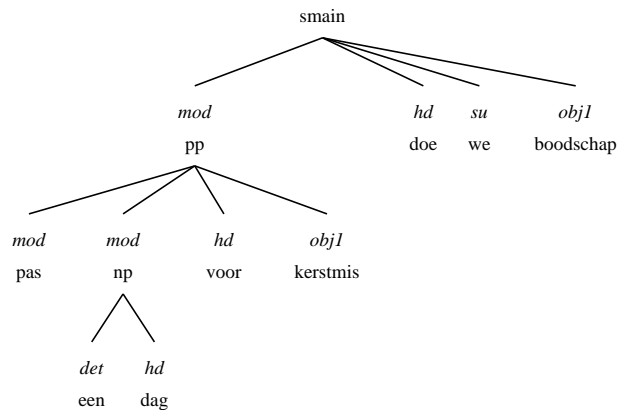 smain
mod hd su obj1
pp doe we boodschap
mod mod hd obj1
pas np voor kerstmis
det hd
een dag